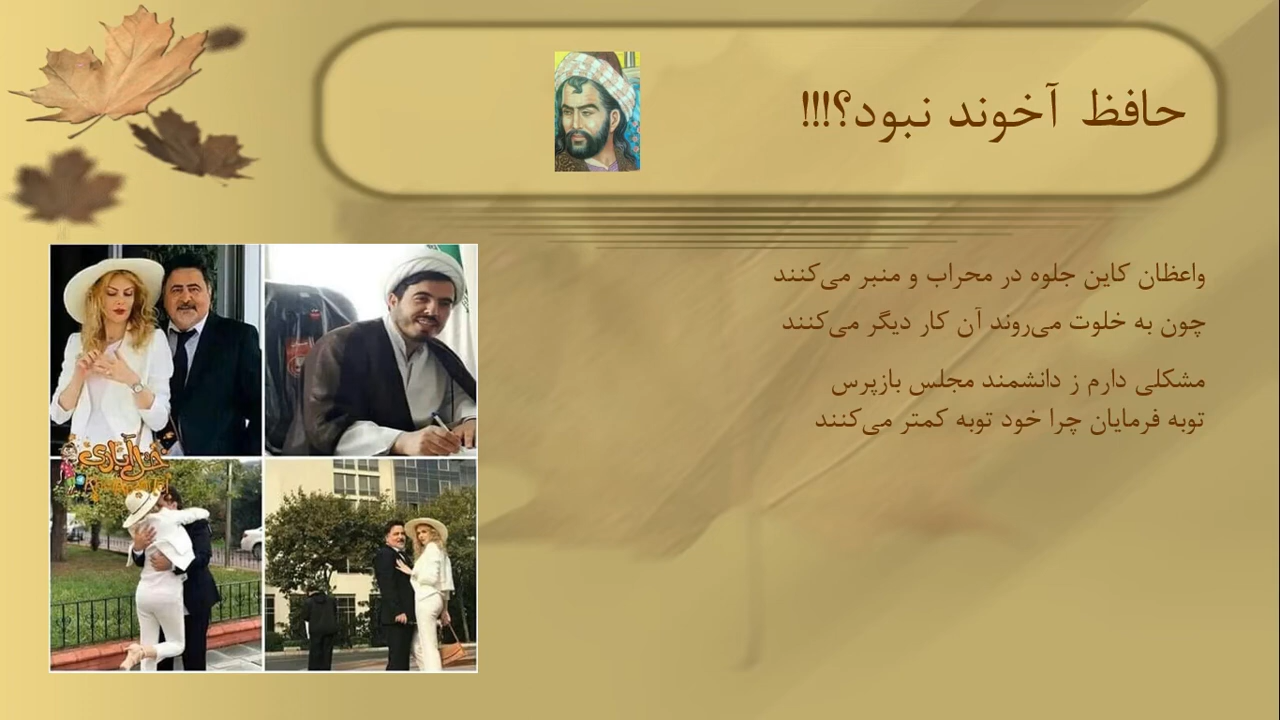 حافظ آخوند نبود؟!!!
واعظان کاین جلوه در محراب و منبر می‌کنند
چون به خلوت می‌روند آن کار دیگر می‌کنند
مشکلی دارم ز دانشمند مجلس بازپرس
توبه فرمایان چرا خود توبه کمتر می‌کنند